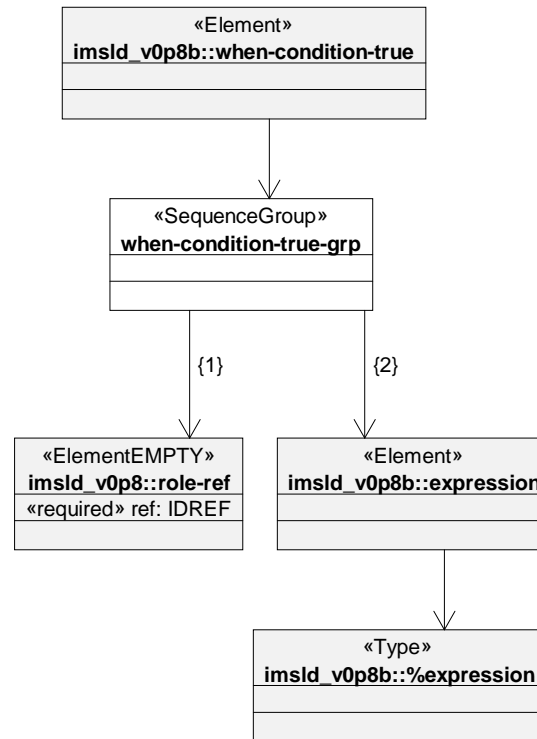 «Element»
imsld_v0p8b::when-condition-true
«SequenceGroup»
when-condition-true-grp
{1}
{2}
«ElementEMPTY»
imsld_v0p8::role-ref
«required» ref: IDREF
«Element»
imsld_v0p8b::expression
«Type»
imsld_v0p8b::%expression